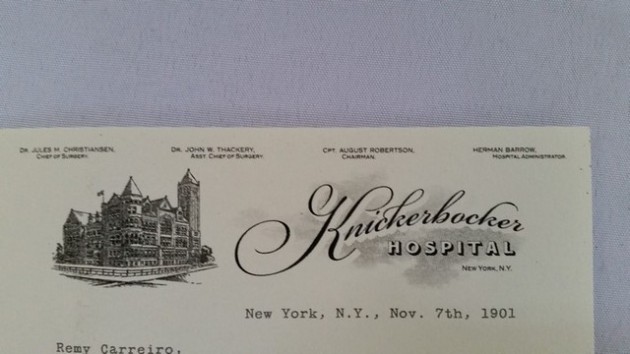 DR. JULES M. CHRISTIANSEN, DR. JOHN W. THACKERY, CPT. AUGUST ROBERTSON, HERMAN BARROW,
CHIEF OF SURGERY. ASST. CHIEF OF SURGERY CHAIRMAN. HOSPITAL ADMINISTRATOR
Knickerbocker
HOSPITAL
NEW YORK, N.Y.
New York, N.Y., Nov. 7th, 1901
Remy Carreiro,